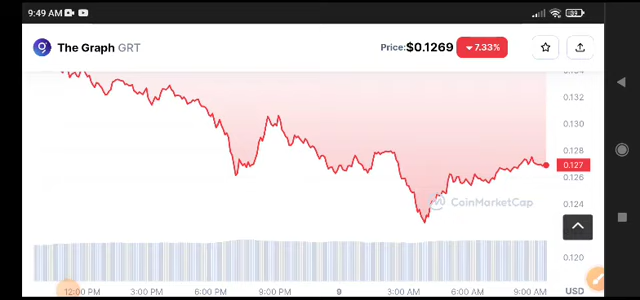 9:49 AM
The Graph GRT
Price:$0.1269 7.33%
0.134
0.132
0.130
0.128
0.127
0.126
CoinMarketCap
0.124
0.120
12:00 PM 3:00 PM 6:00 PM 9:00 PM 9 3:00 AM 6:00 AM 9:00 AM USD